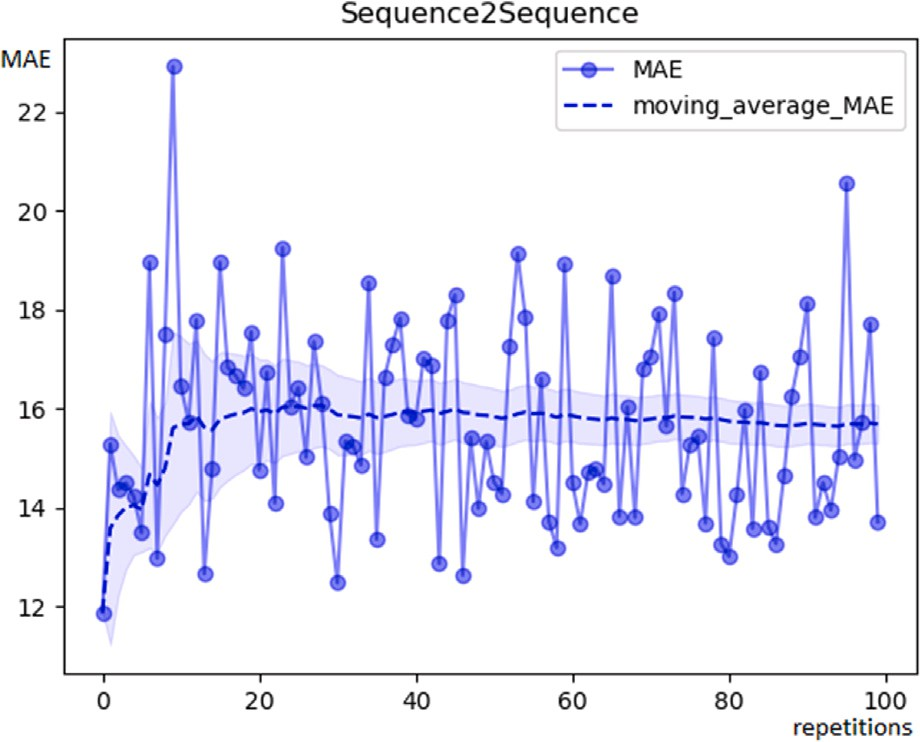 Sequence2Sequence
MAE
MAE
moving_average_MAE
22
20
18
16
14
12
0 20 40 60 80 100
repetitions